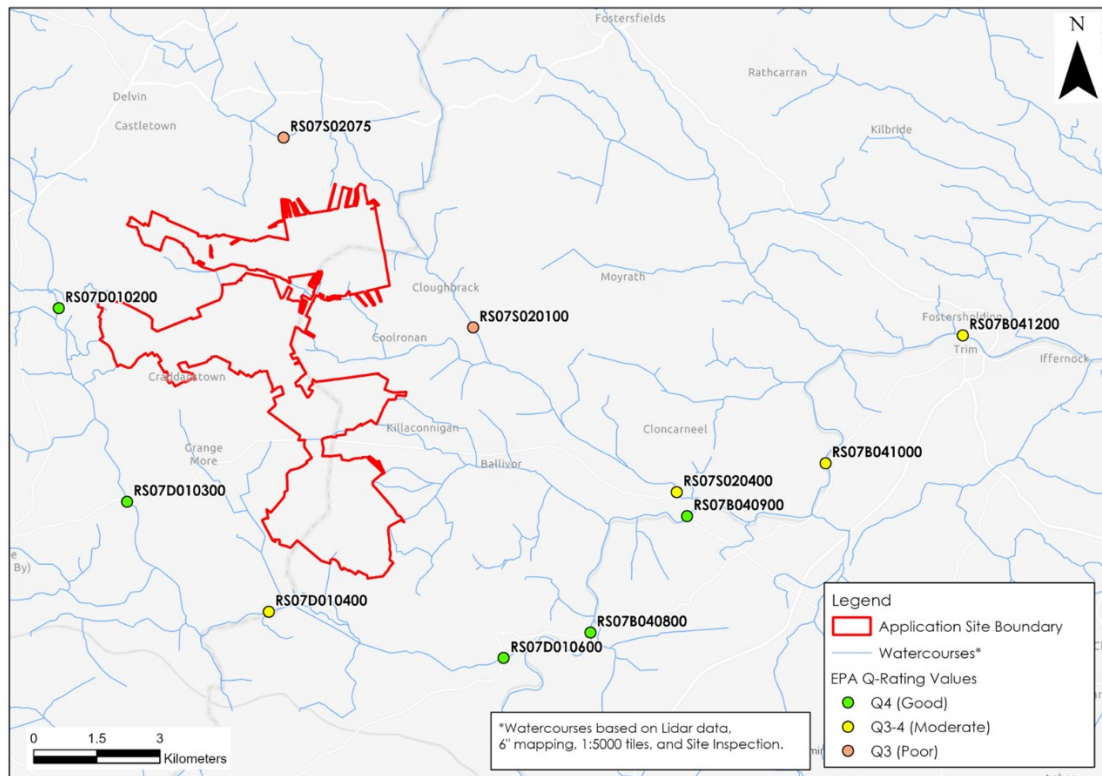 Fostersfields
N
Rathcarran
Delvin
Castletown
Kilbride
RS07S02075
Moyrath
Cloughbrack
RS07D010200
RS07S020100
Fostersholding
RS07B041200
Coolronan
Trim
Iffernock
Craddanstown
Killaconnigan
Cloncarneel
Grange
More
Ballivor
RS07B041000
RS07S020400
RS07D010300
RS07B040900
By)
RS07D010400
RS07B040800
RS07D010600
Legend
Application Site Boundary
Watercourses*
EPA Q-Rating Values
Q4 (Good)
Q3-4 (Moderate)
Q3 (Poor)
*Watercourses based on Lidar data,
6" mapping, 1:5000 tiles, and Site Inspection.
0 1.5 3
Kilometers